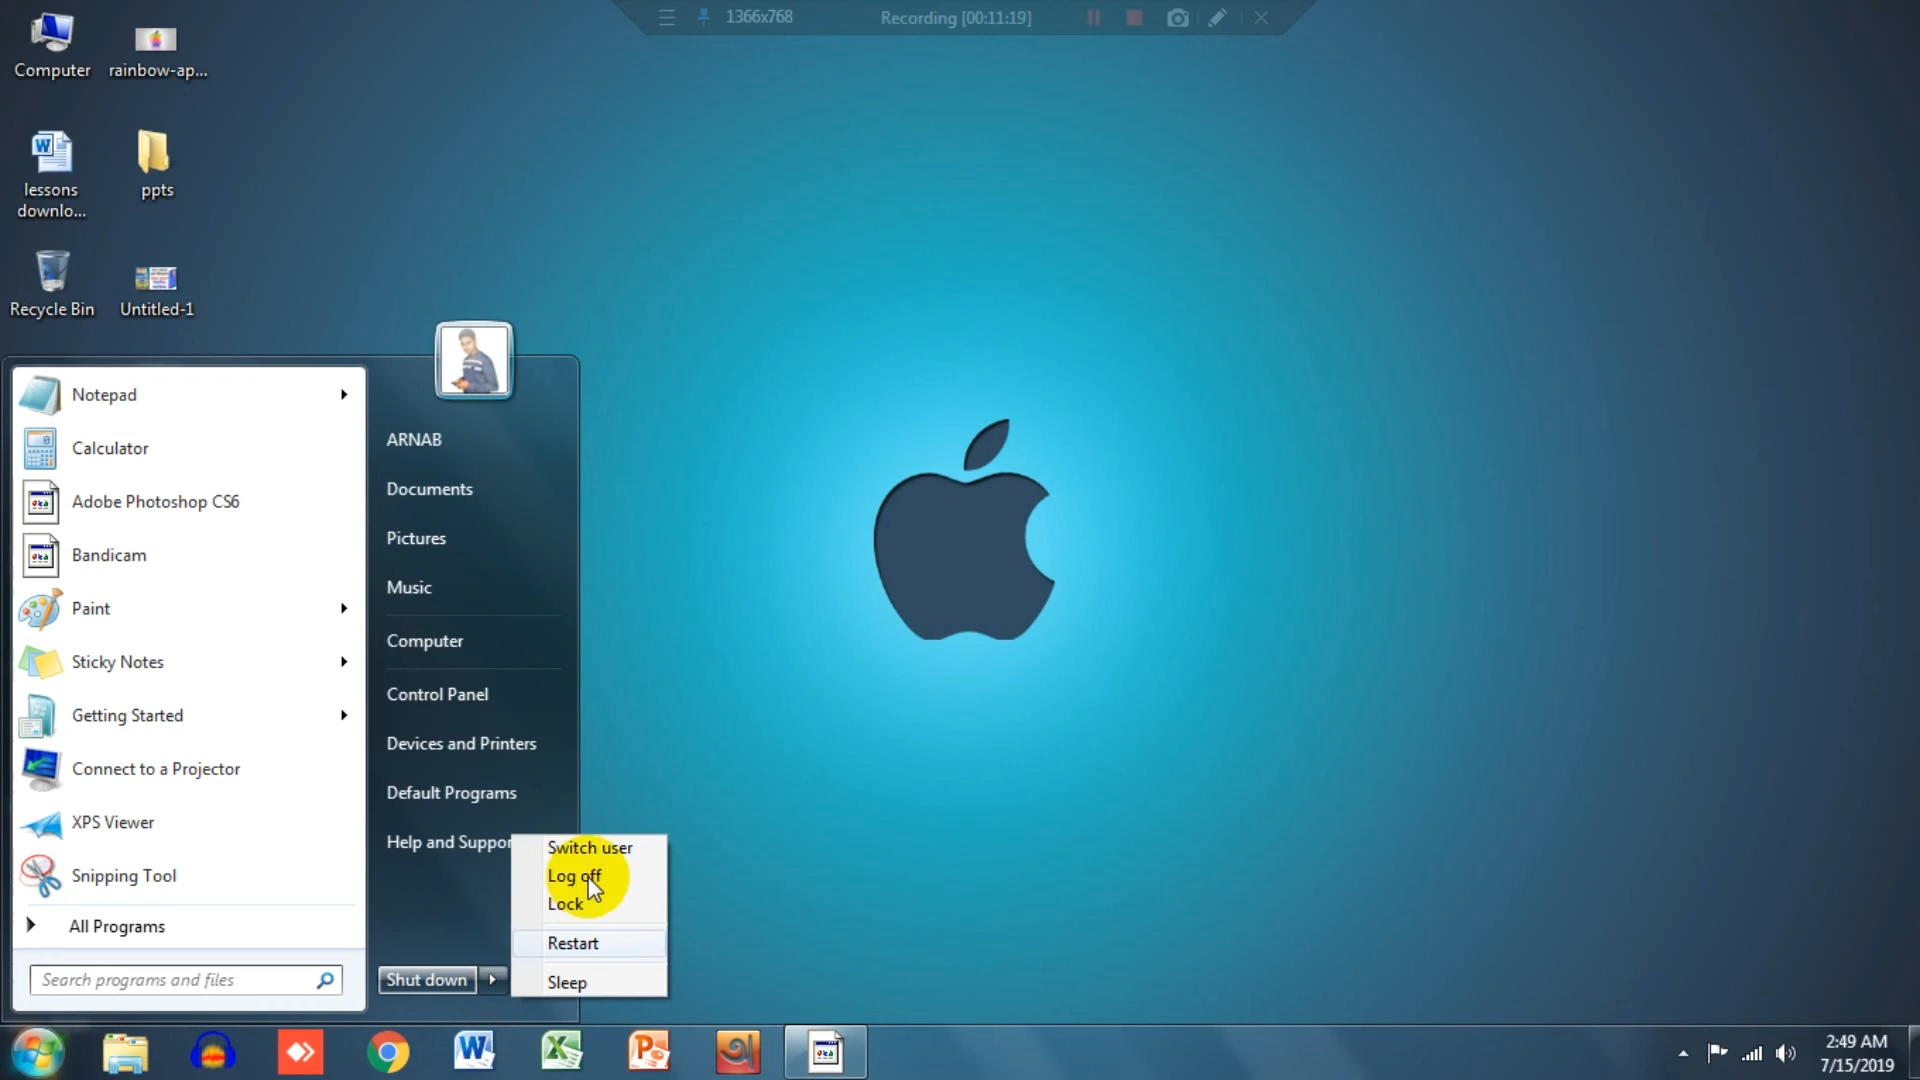 1366x768
Recording [00:11:19]
Computer
rainbow-ap...
lessons
downlo...
ppts
Recycle Bin
Untitled-1
Notepad
Calculator
Adobe Photoshop CS6
Bandicam
Paint
Sticky Notes
Getting Started
Connect to a Projector
XPS Viewer
Snipping Tool
All Programs
Search programs and files
ARNAB
Documents
Pictures
Music
Computer
Control Panel
Devices and Printers
Default Programs
Help and Suppor
Shut down
Switch user
Log off
Lock
Restart
Sleep
2:49 AM
7/15/2019